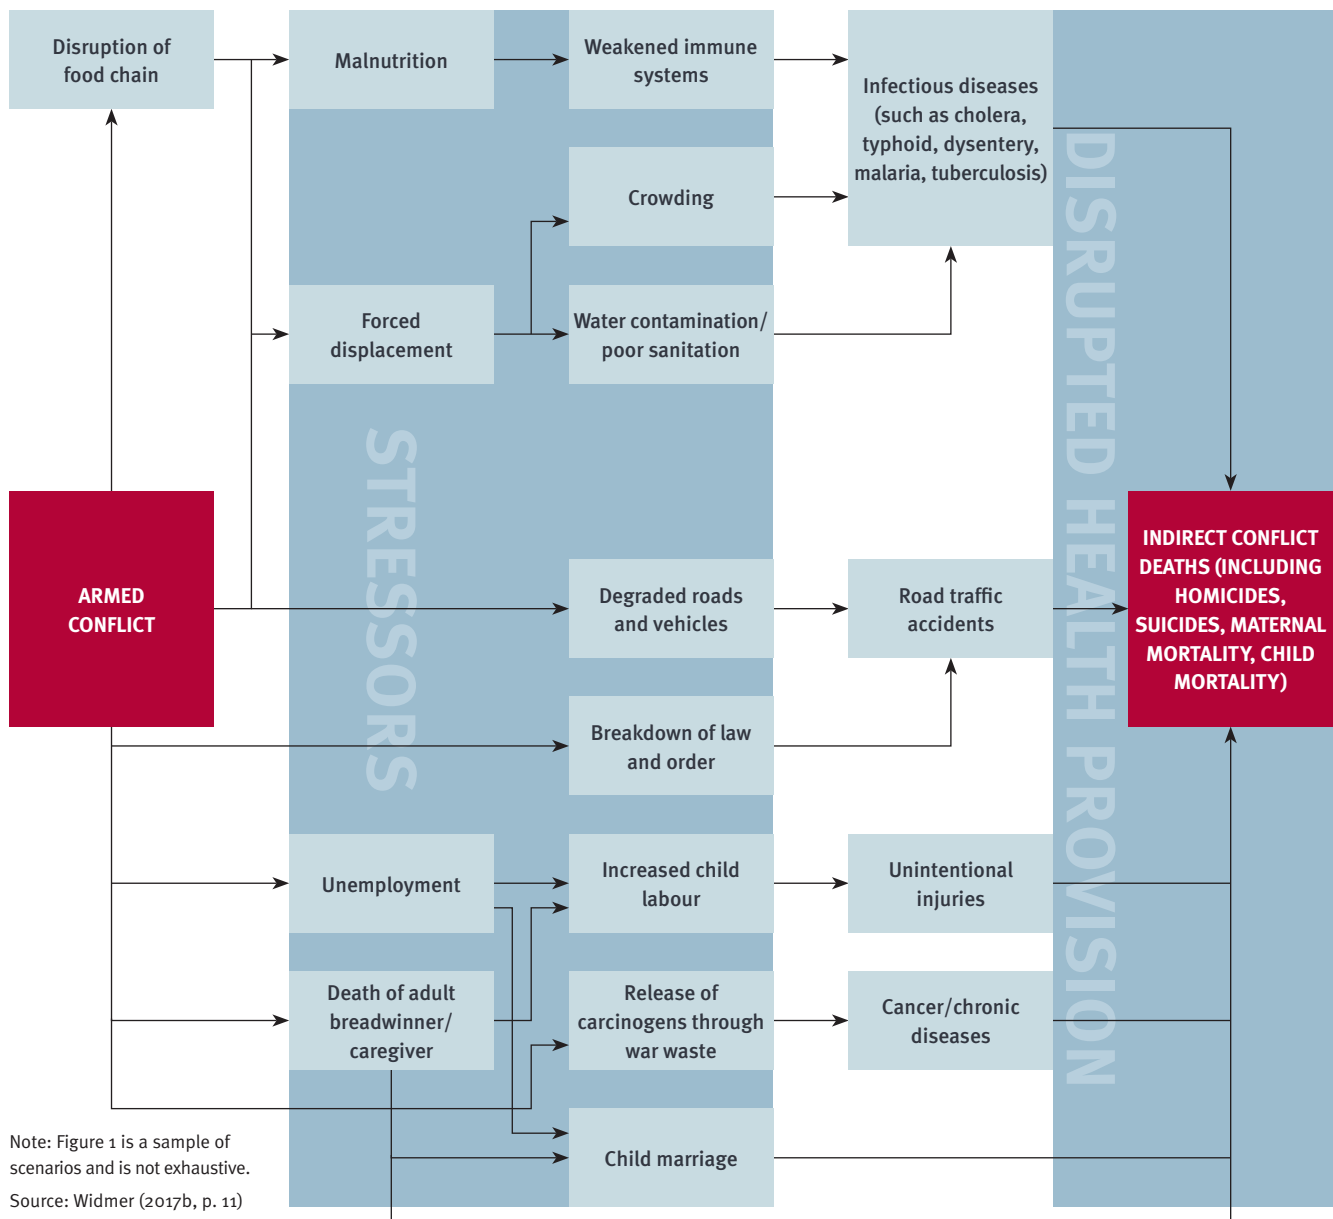 Disruption of
food chain
Malnutrition
Weakened immune
systems
Infectious diseases
(such as cholera,
typhoid, dysentery,
malaria, tuberculosis)
Crowding
Forced
displacement
Water contamination/
poor sanitation
STRESSORS
DISRUPTED HEALTH PROVISION
ARMED
CONFLICT
Degraded roads
and vehicles
Road traffic
accidents
INDIRECT CONFLICT
DEATHS (INCLUDING
HOMICIDES,
SUICIDES, MATERNAL
MORTALITY, CHILD
MORTALITY)
Breakdown of law
and order
Unemployment
Increased child
labour
Unintentional
injuries
Death of adult
breadwinner/
caregiver
Release of
carcinogens through
war waste
Cancer/chronic
diseases
Child marriage
Note: Figure 1 is a sample of
scenarios and is not exhaustive.
Source: Widmer (2017b, p. 11)